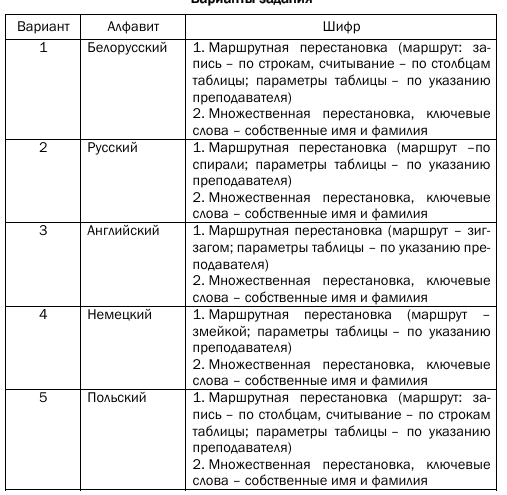 Варианты задания
Вариант Алфавит Шифр
1 Белорусский 1. Маршрутная перестановка (маршрут: за-
пись – по строкам, считывание – по столбцам
таблицы; параметры таблицы – по указанию
преподавателя)
2. Множественная перестановка, ключевые
слова – собственные имя и фамилия
2 Русский 1. Маршрутная перестановка (маршрут –по
спирали; параметры таблицы – по указанию
преподавателя)
2. Множественная перестановка, ключевые
слова – собственные имя и фамилия
3 Английский 1. Маршрутная перестановка (маршрут – зиг-
загом; параметры таблицы – по указанию пре-
подавателя)
2. Множественная перестановка, ключевые
слова – собственные имя и фамилия
4 Немецкий 1. Маршрутная перестановка (маршрут –
змейкой; параметры таблицы – по указанию
преподавателя)
2. Множественная перестановка, ключевые
слова – собственные имя и фамилия
5 Польский 1. Маршрутная перестановка (маршрут: за-
пись – по столбцам, считывание – по строкам
таблицы; параметры таблицы – по указанию
преподавателя)
2. Множественная перестановка, ключевые
слова – собственные имя и фамилия